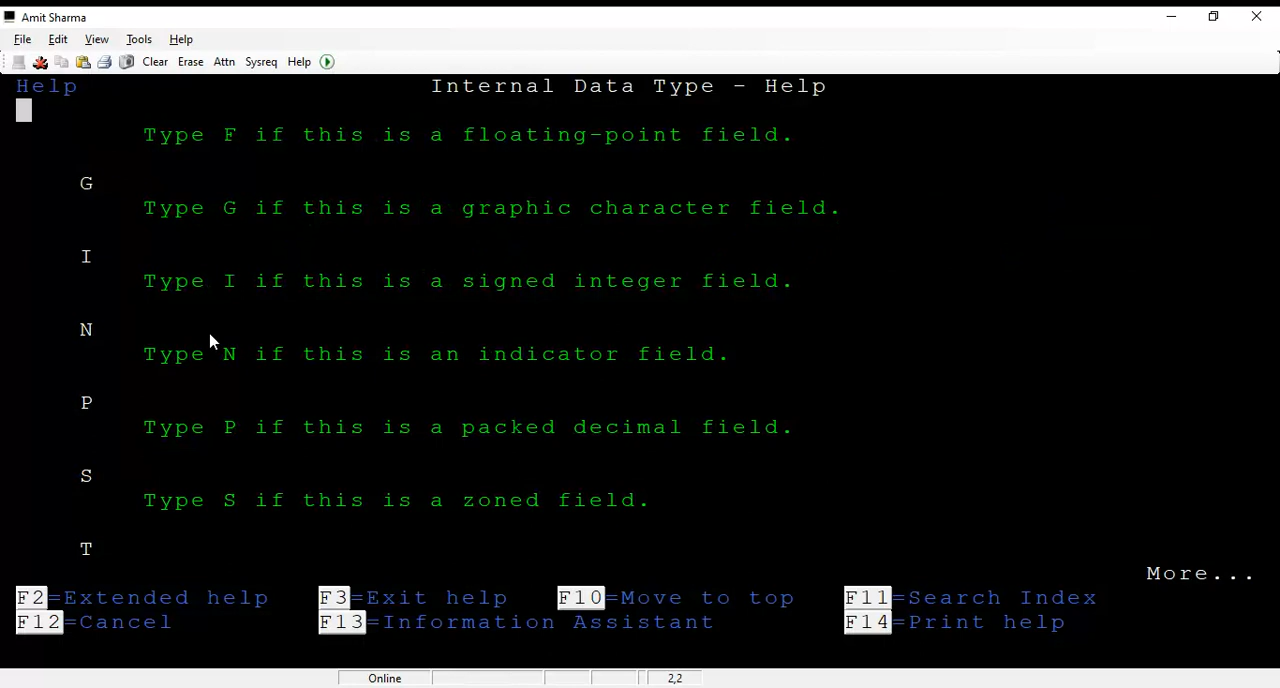 Amit Sharma
File Edit View Tools Help
Clear Erase Attn Sysreq Help
Help Internal Data Type - Help
Type F if this is a floating-point field.
G
Type G if this is a graphic character field.
I
Type I if this is a signed integer field.
N
Type N if this is an indicator field.
P
Type P if this is a packed decimal field.
S
Type S if this is a zoned field.
T
More...
F2=Extended help F3=Exit help F10=Move to top F11=Search Index
F12=Cancel F13=Information Assistant F14=Print help
Online 2,2